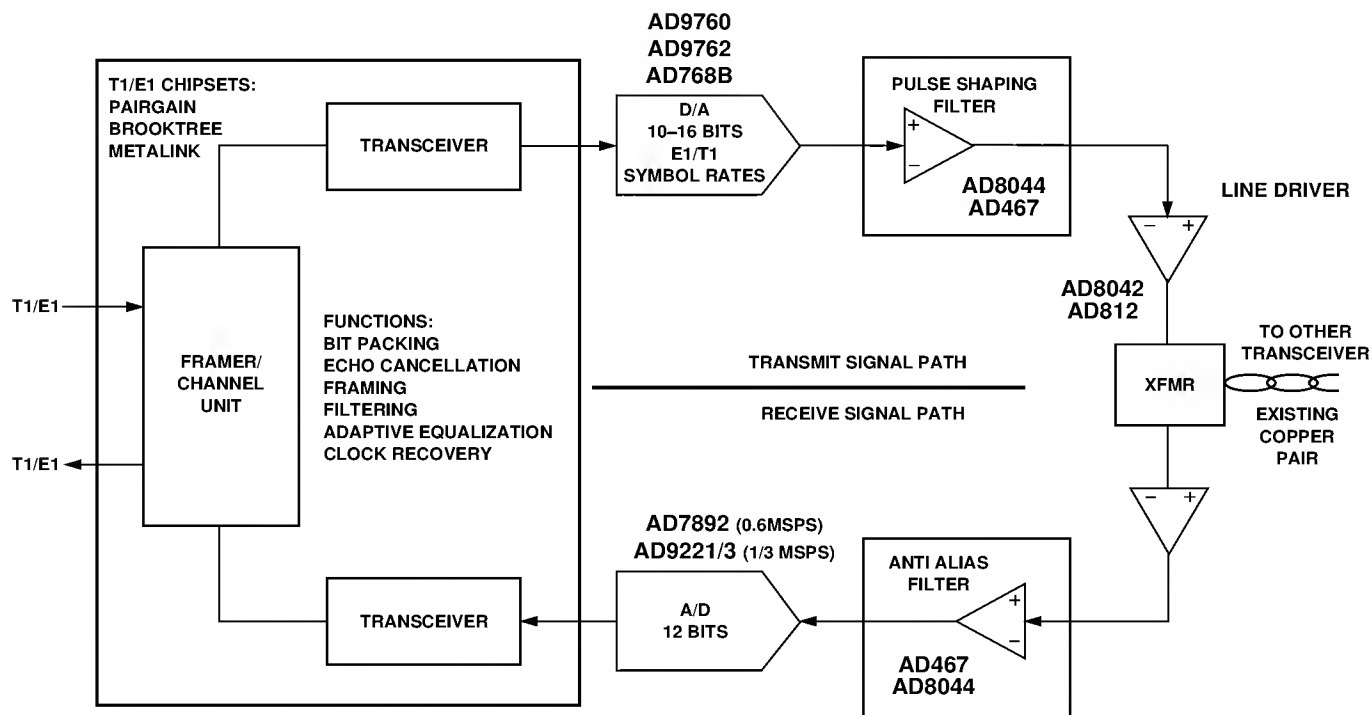 AD9760
AD9762
AD768B
T1/E1 CHIPSETS:
PAIRGAIN
BROOKTREE
METALINK
TRANSCEIVER
D/A
10–16 BITS
E1/T1
SYMBOL RATES
PULSE SHAPING
FILTER
+
–
AD8044
AD467
LINE DRIVER
– +
AD8042
AD812
T1/E1
FRAMER/
CHANNEL
UNIT
T1/E1
FUNCTIONS:
BIT PACKING
ECHO CANCELLATION
FRAMING
FILTERING
ADAPTIVE EQUALIZATION
CLOCK RECOVERY
TRANSMIT SIGNAL PATH
RECEIVE SIGNAL PATH
XFMR
TO OTHER
TRANSCEIVER
EXISTING
COPPER
PAIR
– +
AD7892 (0.6MSPS)
AD9221/3 (1/3 MSPS)
TRANSCEIVER
A/D
12 BITS
ANTI ALIAS
FILTER
+
–
AD467
AD8044